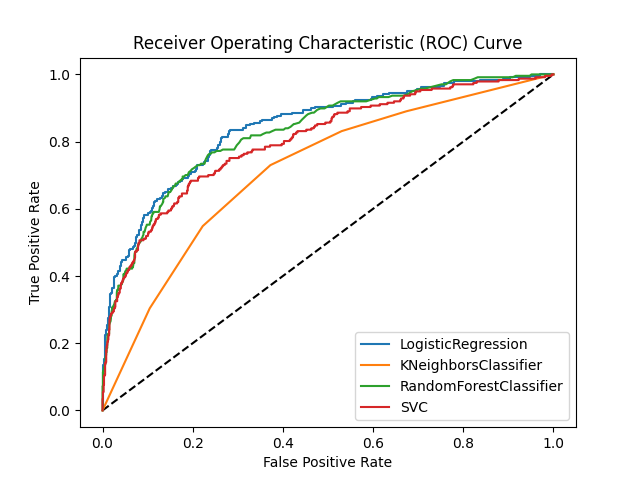 Receiver Operating Characteristic (ROC) Curve
1.0
0.8
0.6
0.4
0.2
0.0
True Positive Rate
LogisticRegression
KNeighborsClassifier
RandomForestClassifier
SVC
0.0 0.2 0.4 0.6 0.8 1.0
False Positive Rate